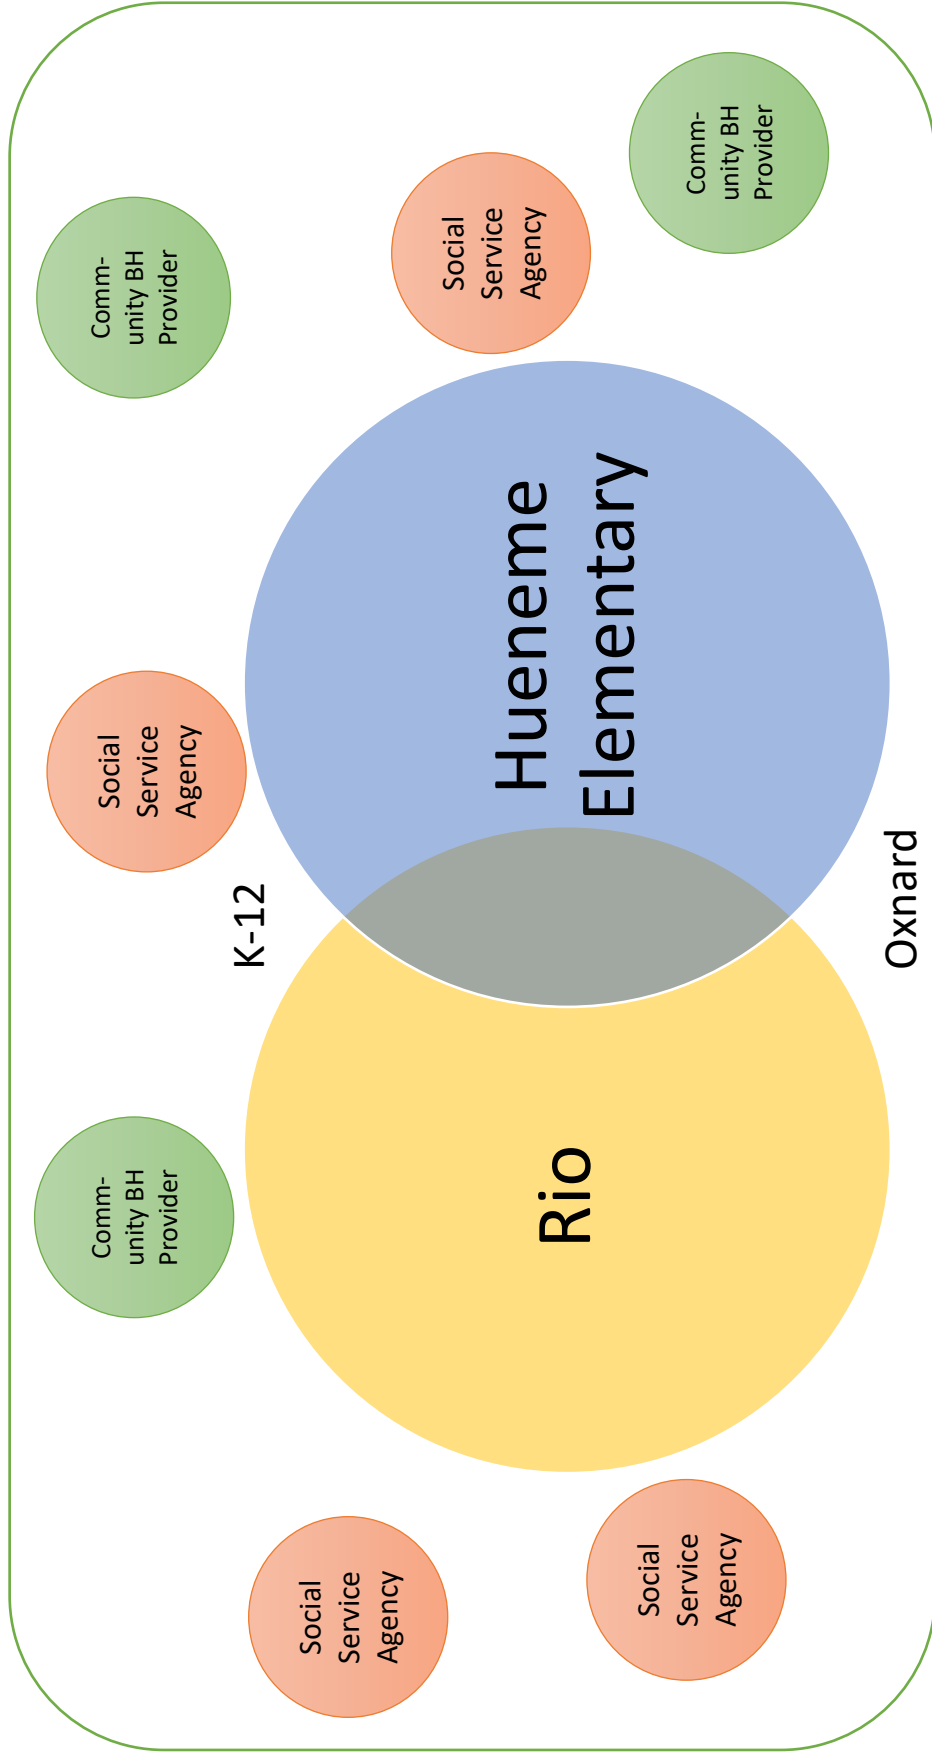 Comm-
unity BH
Provider
Social
Service
Agency
Comm-
unity BH
Provider
K-12
Social
Service
Agency
Rio
Hueneme
Elementary
Social
Service
Agency
Social
Service
Agency
Comm-
unity BH
Provider
Oxnard